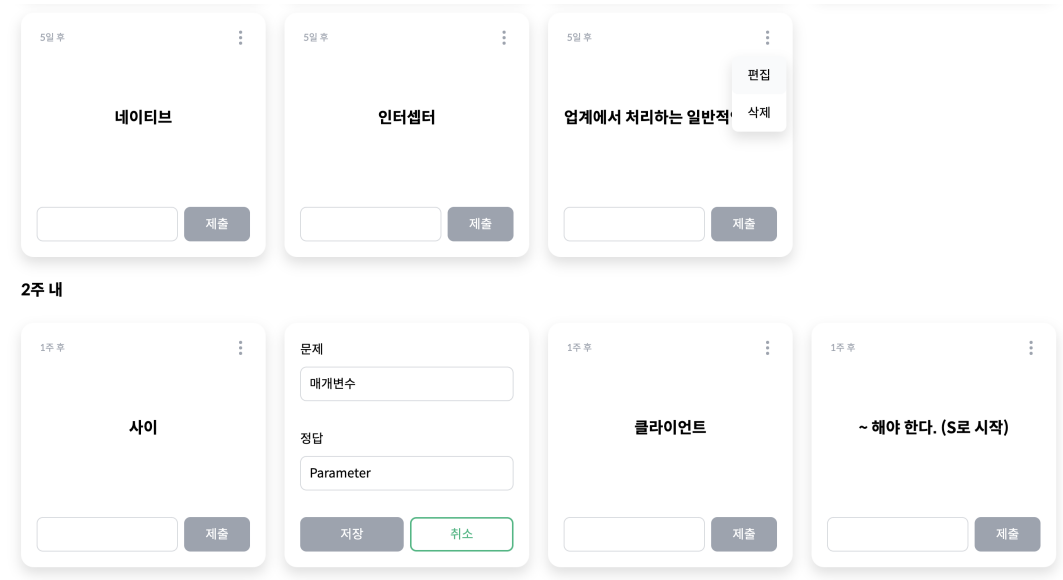 5일 후
네이티브
제출
5일 후
인터셉터
제출
5일 후
편집
삭제
업계에서 처리하는 일반적
제출
2주 내
1주 후
사이
제출
문제
매개변수
정답
Parameter
저장
취소
1주 후
클라이언트
제출
1주 후
~ 해야 한다. (S로 시작)
제출